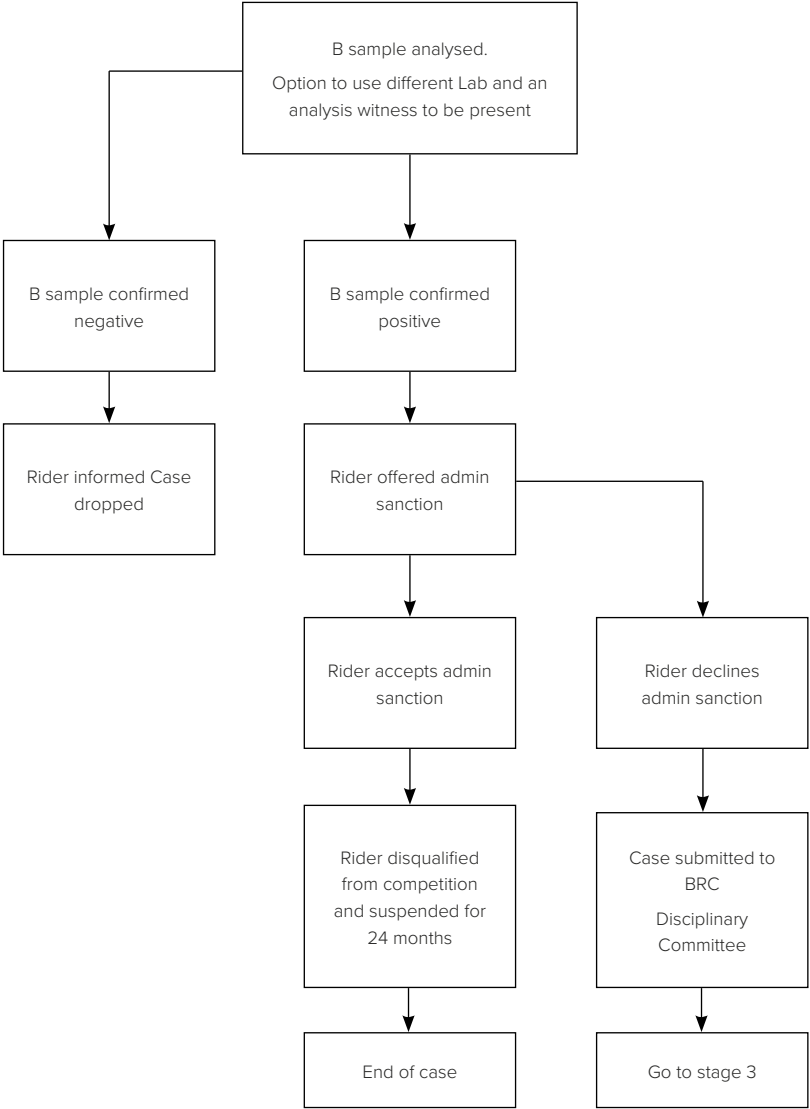 B sample analysed.
Option to use different Lab and an
analysis witness to be present
B sample confirmed
negative
B sample confirmed
positive
Rider informed Case
dropped
Rider offered admin
sanction
Rider accepts admin
sanction
Rider declines
admin sanction
Rider disqualified
from competition
and suspended for
24 months
Case submitted to
BRC
Disciplinary
Committee
End of case
Go to stage 3